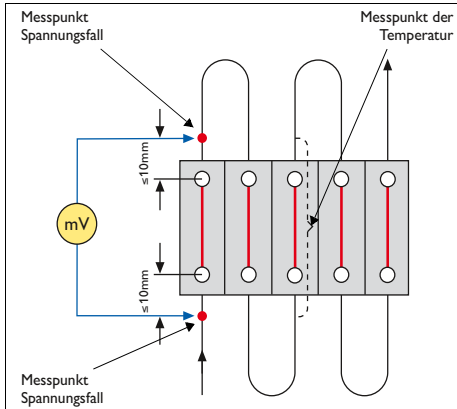 Messpunkt
Spannungsfall
Messpunkt der
Temperatur
≤10mm
mV
≤10mm
Messpunkt
Spannungsfall